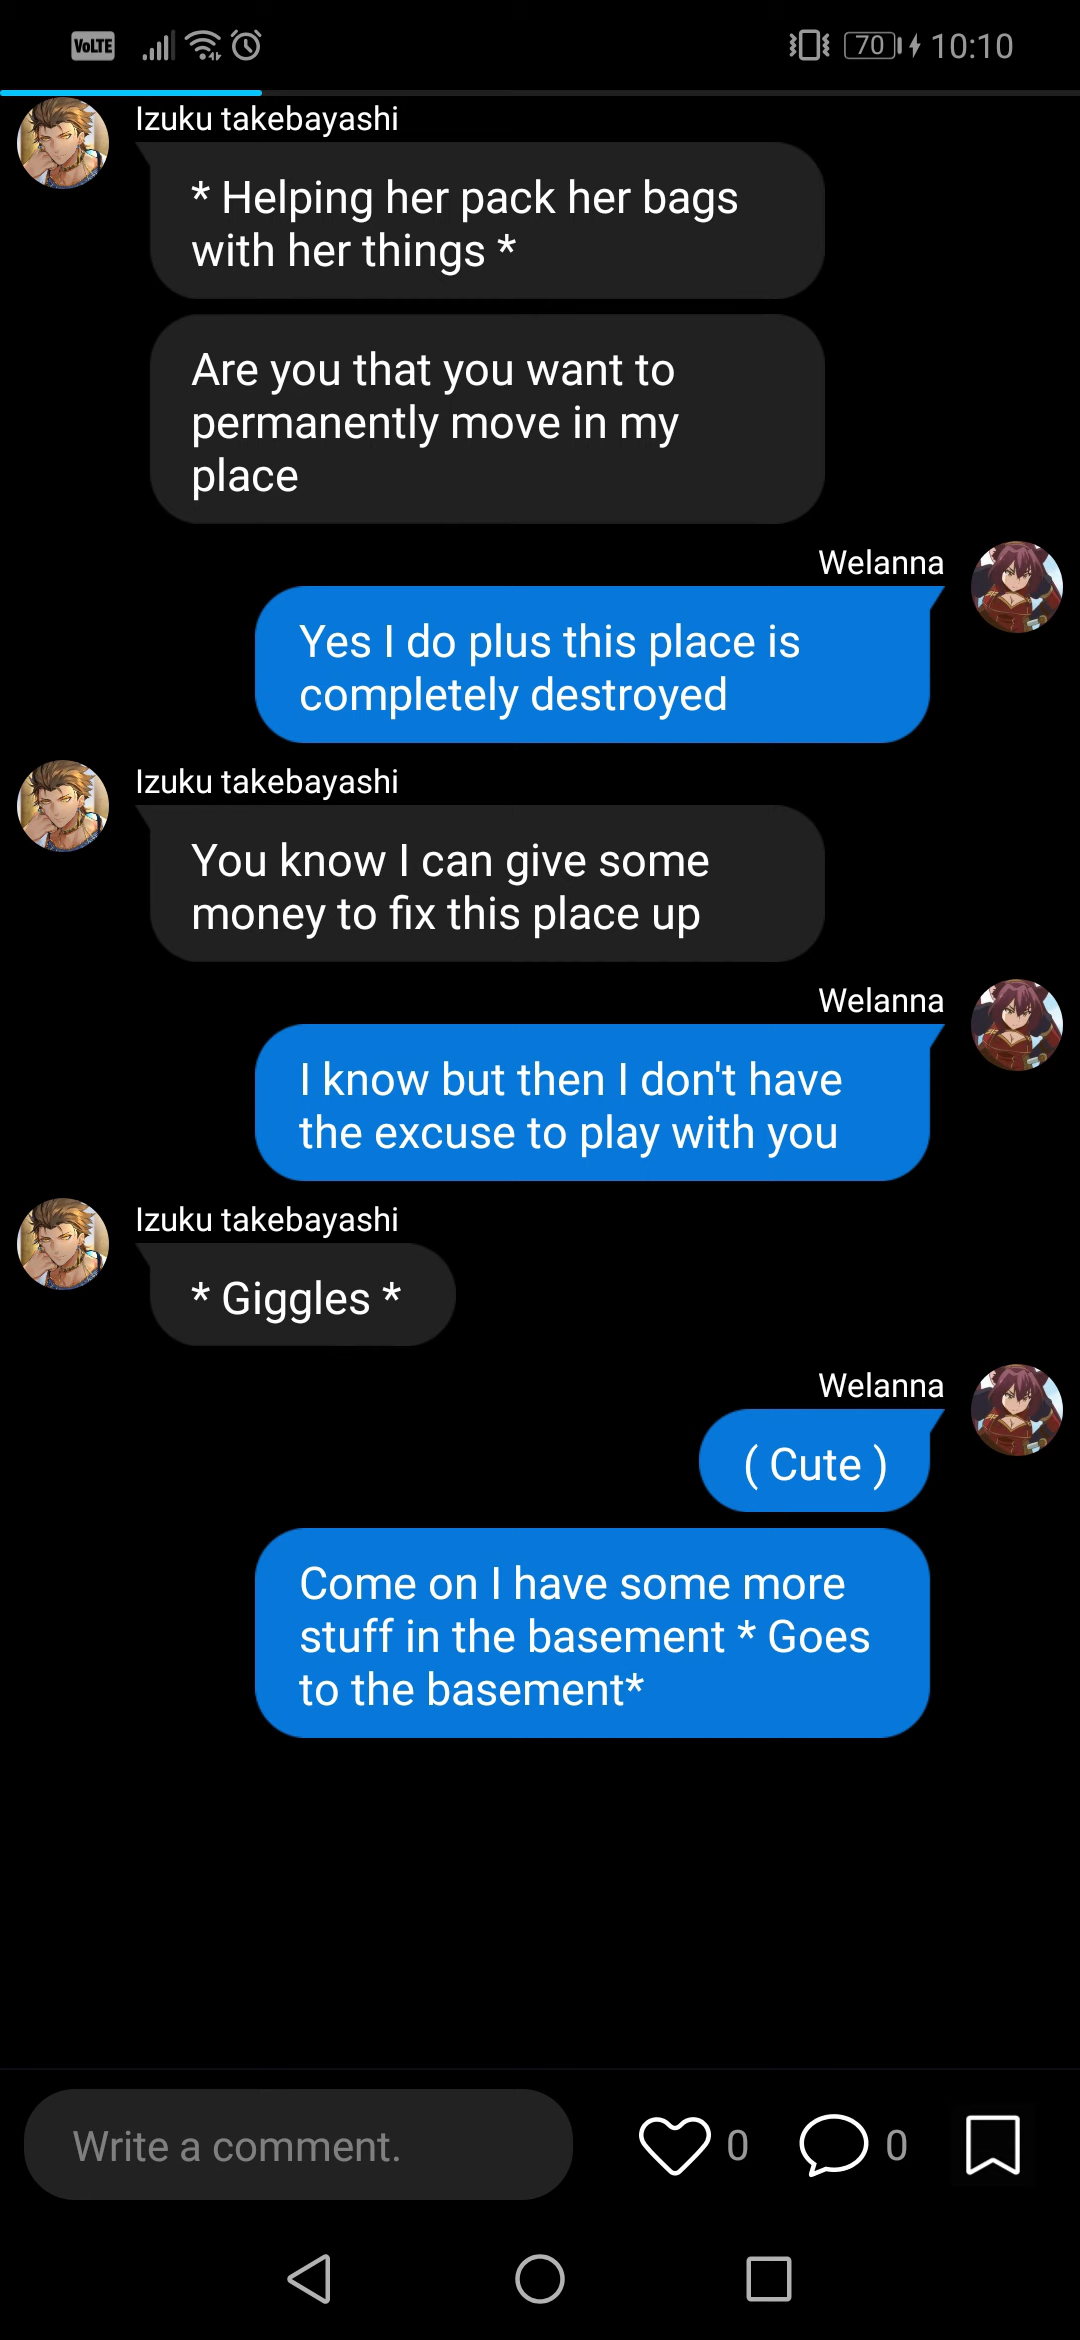 VoLTE 70 10:10
Izuku takebayashi
* Helping her pack her bags
with her things *
Are you that you want to
permanently move in my
place
Welanna
Yes I do plus this place is
completely destroyed
Izuku takebayashi
You know I can give some
money to fix this place up
Welanna
I know but then I don't have
the excuse to play with you
Izuku takebayashi
* Giggles *
Welanna
( Cute )
Come on I have some more
stuff in the basement * Goes
to the basement*
Write a comment. 0 0